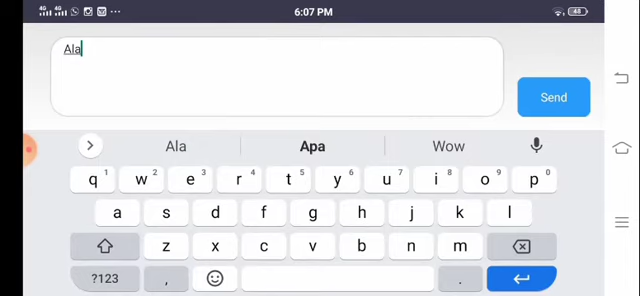 4G 4G 6:07 PM 48
Ala
Send
Ala Apa Wow
q 1 w 2 e 3 r 4 t 5 y 6 u 7 i 8 o 9 p 0
a s d f g h j k l
z x c v b n m
?123 , .